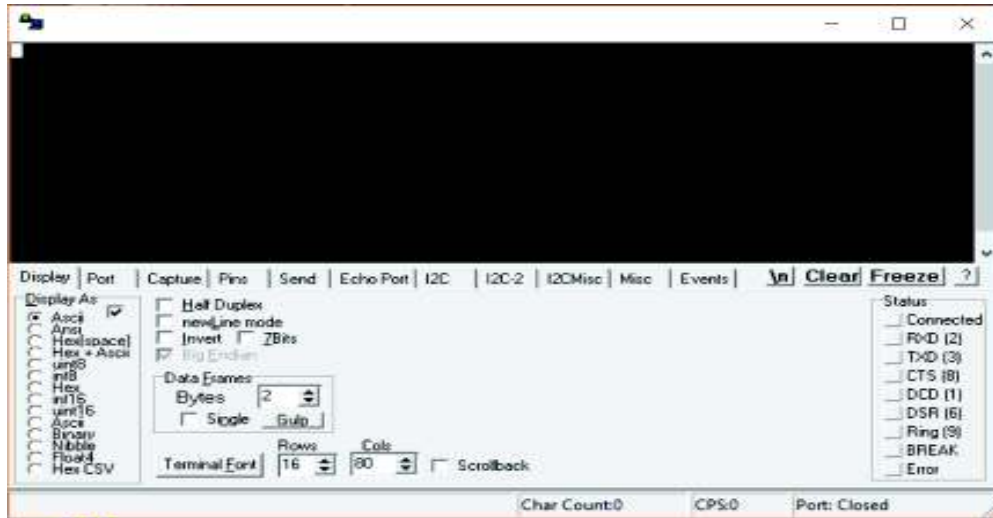 Display Port Capture Pins Send Echo Port I2C I2C-2 I2CMisc Misc Events \n Clear Freeze ?
Display As
Ascii
Ansi
Hex[space]
Hex + Ascii
uint8
int8
Hex
int16
uint16
Ascii
Binary
Nibble
Float4
Hex CSV
Half Duplex
newLine mode
Invert 7Bits
Big Endian
Data Frames
Bytes 2
Single Gulp
Rows Cols
Terminal Font 16 80 Scrollback
Status
Connected
RXD (2)
TXD (3)
CTS (8)
DCD (1)
DSR (6)
Ring (9)
BREAK
Error
Char Count:0 CPS:0 Port: Closed